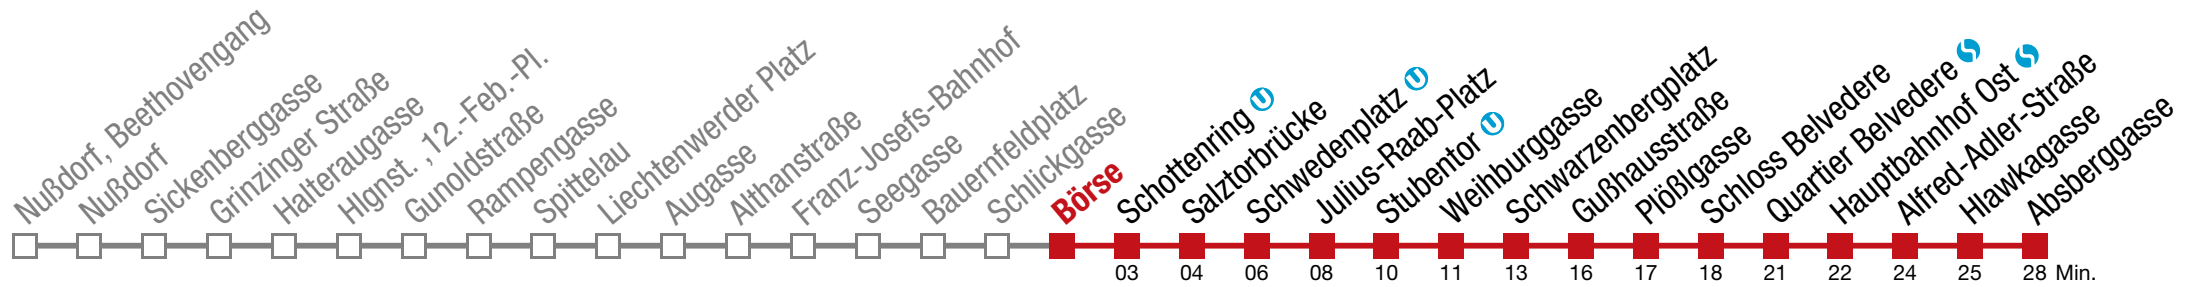 Nußdorf, Beethovengang
Nußdorf
Sickenberggasse
Grinzinger Straße
Halteraugasse
Hlgnst. , 12.-Feb.-Pl.
Gunoldstraße
Rampengasse
Spittelau
Liechtenwerder Platz
Augasse
Althanstraße
Franz-Josefs-Bahnhof
Seegasse
Bauernfeldplatz
Schlickgasse
Börse
Schottenring U
Salztorbrücke
Schwedenplatz U
Julius-Raab-Platz
Stubentor U
Weihburggasse
Schwarzenbergplatz
Gußhausstraße
Plößlgasse
Schloss Belvedere
Quartier Belvedere S
Hauptbahnhof Ost S
Alfred-Adler-Straße
Hlawkagasse
Absberggasse
03 04 06 08 10 11 13 16 17 18 21 22 24 25 28 Min.